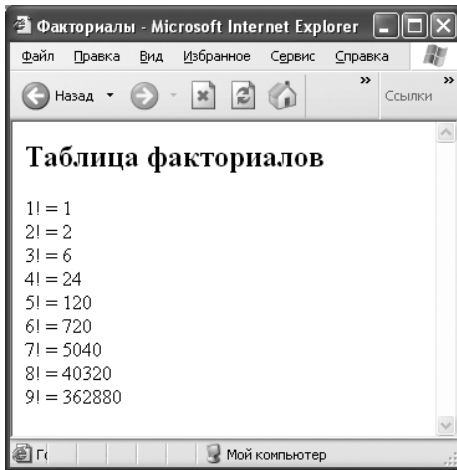 Факториалы - Microsoft Internet Explorer
Файл Правка Вид Избранное Сервис Справка
Назад Ссылки
Таблица факториалов
1! = 1
2! = 2
3! = 6
4! = 24
5! = 120
6! = 720
7! = 5040
8! = 40320
9! = 362880
Мой компьютер